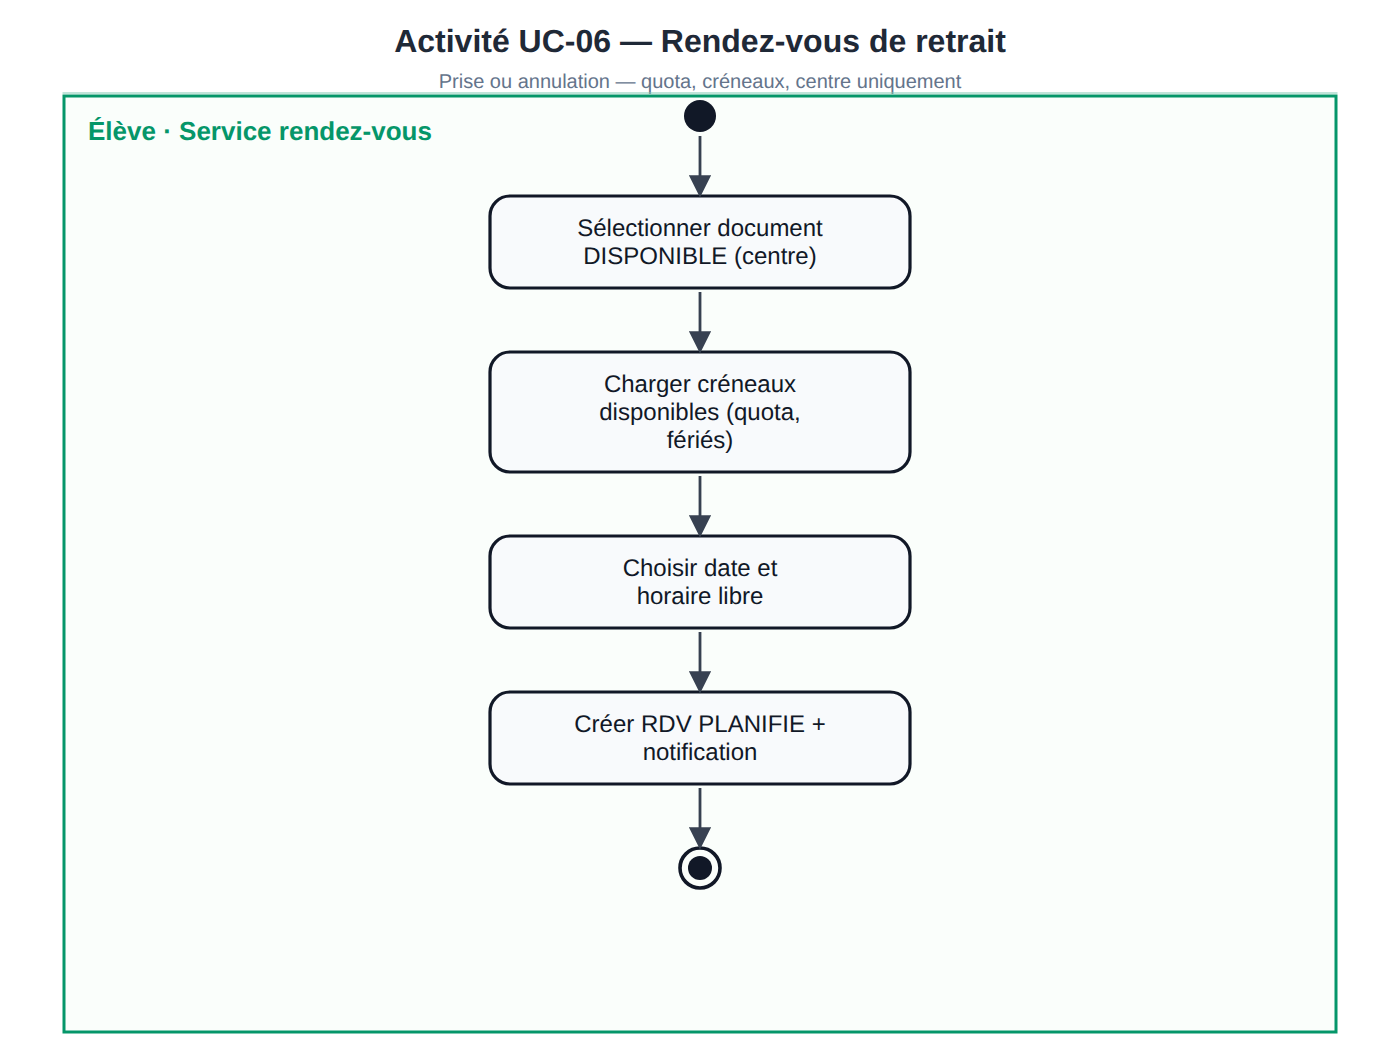 Activité UC-06 — Rendez-vous de retrait
Prise ou annulation — quota, créneaux, centre uniquement
Élève · Service rendez-vous
Sélectionner document
DISPONIBLE (centre)
Charger créneaux
disponibles (quota,
fériés)
Choisir date et
horaire libre
Créer RDV PLANIFIE +
notification